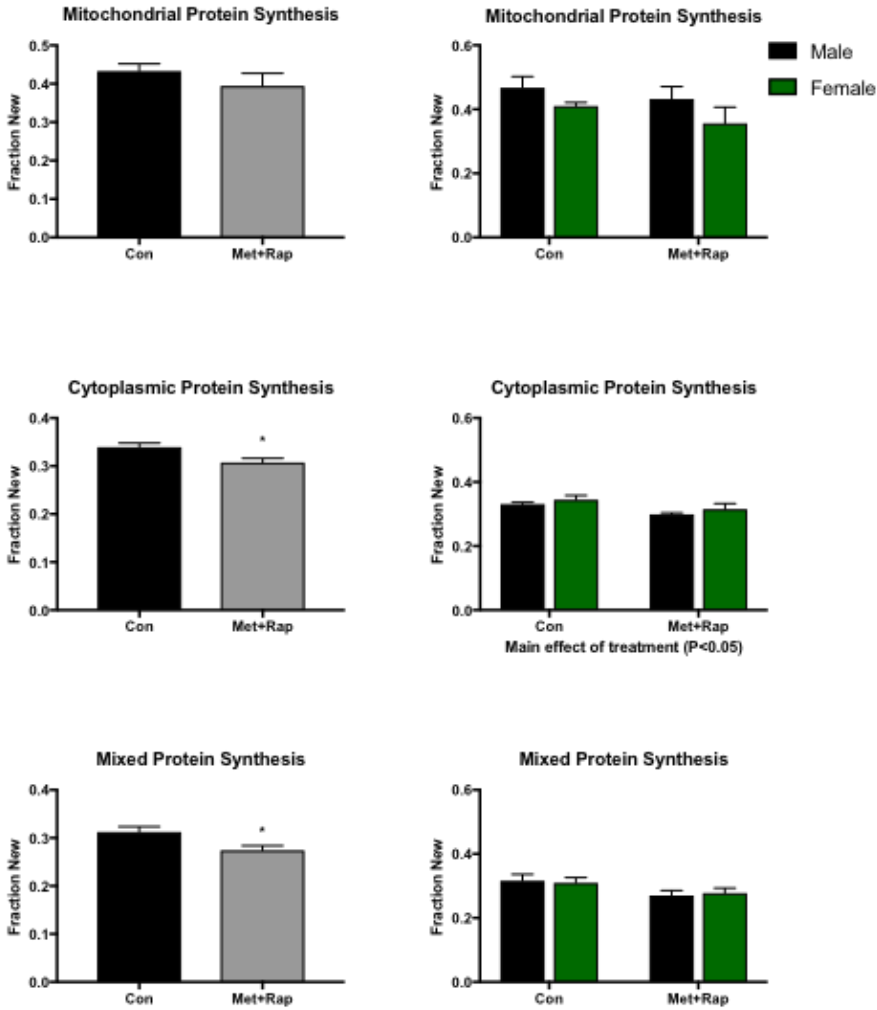 Mitochondrial Protein Synthesis
Fraction New
0.5
0.4
0.3
0.2
0.1
0.0
Con Met+Rap
Mitochondrial Protein Synthesis
Fraction New
0.6
0.4
0.2
0.0
Con Met+Rap
Male
Female
Cytoplasmic Protein Synthesis
Fraction New
0.4
0.3
0.2
0.1
0.0
*
Con Met+Rap
Cytoplasmic Protein Synthesis
Fraction New
0.6
0.4
0.2
0.0
Con Met+Rap
Main effect of treatment (P<0.05)
Mixed Protein Synthesis
Fraction New
0.4
0.3
0.2
0.1
0.0
*
Con Met+Rap
Mixed Protein Synthesis
Fraction New
0.6
0.4
0.2
0.0
Con Met+Rap